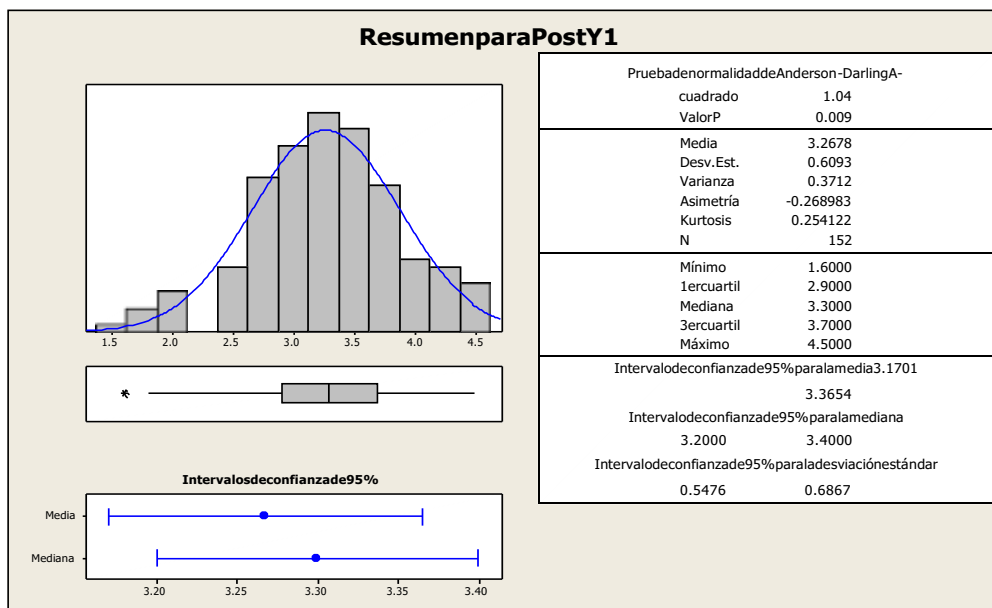 ResumenparaPostY1
1.5 2.0 2.5 3.0 3.5 4.0 4.5
Intervalosdeconfianzade95%
Media
Mediana
3.20 3.25 3.30 3.35 3.40
PruebadenormalidaddeAnderson-DarlingA-
cuadrado 1.04
ValorP 0.009
Media 3.2678
Desv.Est. 0.6093
Varianza 0.3712
Asimetría -0.268983
Kurtosis 0.254122
N 152
Mínimo 1.6000
1ercuartil 2.9000
Mediana 3.3000
3ercuartil 3.7000
Máximo 4.5000
Intervalodeconfianzade95%paralamedia3.1701
3.3654
Intervalodeconfianzade95%paralamediana
3.2000 3.4000
Intervalodeconfianzade95%paraladesviaciónestándar
0.5476 0.6867